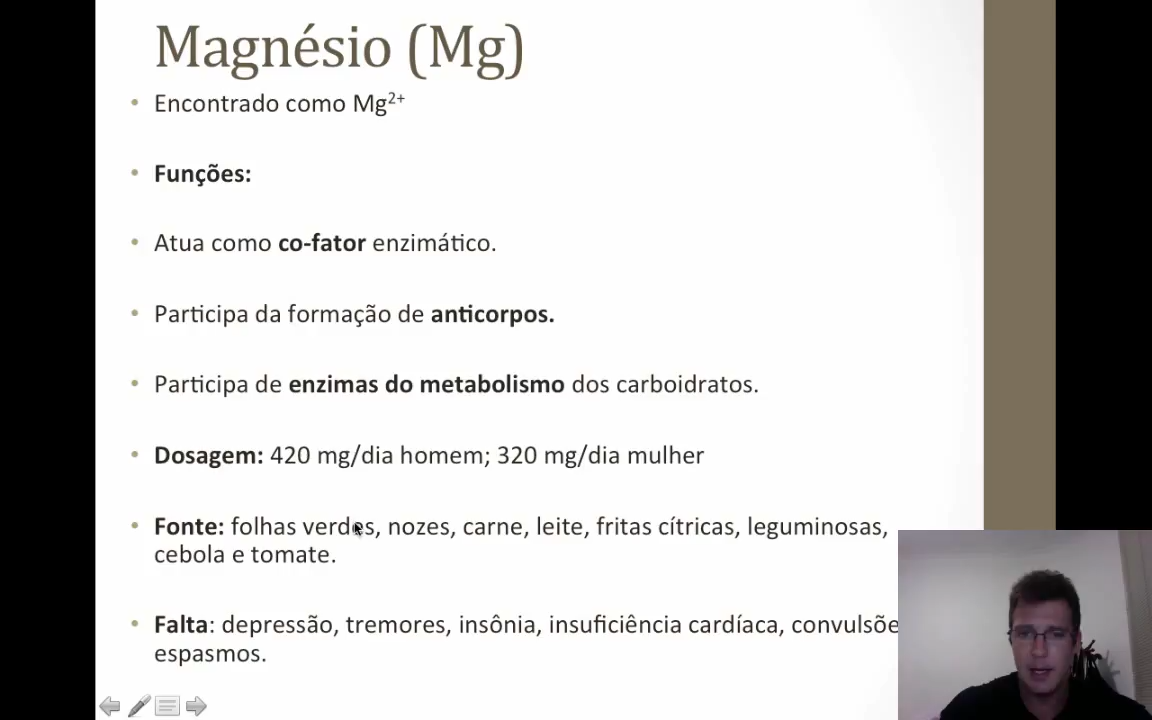 Magnésio (Mg)
• Encontrado como Mg²⁺
• Funções:
• Atua como co-fator enzimático.
• Participa da formação de anticorpos.
• Participa de enzimas do metabolismo dos carboidratos.
• Dosagem: 420 mg/dia homem; 320 mg/dia mulher
• Fonte: folhas verdes, nozes, carne, leite, fritas cítricas, leguminosas,
cebola e tomate.
• Falta: depressão, tremores, insônia, insuficiência cardíaca, convulsõe
espasmos.